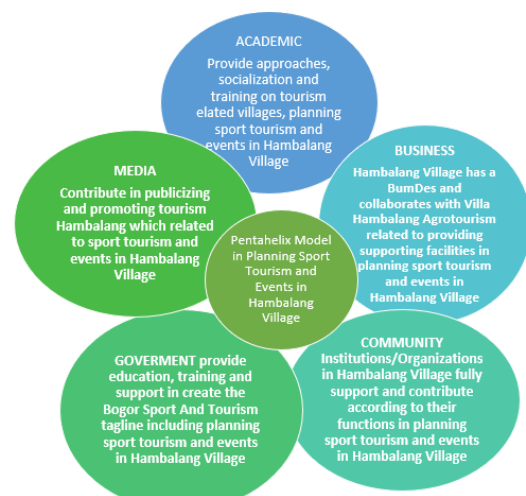 ACADEMIC
Provide approaches,
socialization and
training on tourism
elated villages, planning
sport tourism and
events in Hambalang
Village
MEDIA
Contribute in publicizing
and promoting tourism
Hambalang which related
to sport tourism and
events in Hambalang
Village
BUSINESS
Hambalang Village has a
BumDes and
collaborates with Villa
Hambalang Agrotourism
related to providing
supporting facilities in
planning sport tourism
and events in
Hambalang Village
Pentahelix Model
in Planning Sport
Tourism and
Events in
Hambalang
Village
GOVERMENT provide
education, training and
support in create the
Bogor Sport And Tourism
tagline including planning
sport tourism and events
in Hambalang Village
COMMUNITY
Institutions/Organizations
in Hambalang Village fully
support and contribute
according to their
functions in planning
sport tourism and events
in Hambalang Village